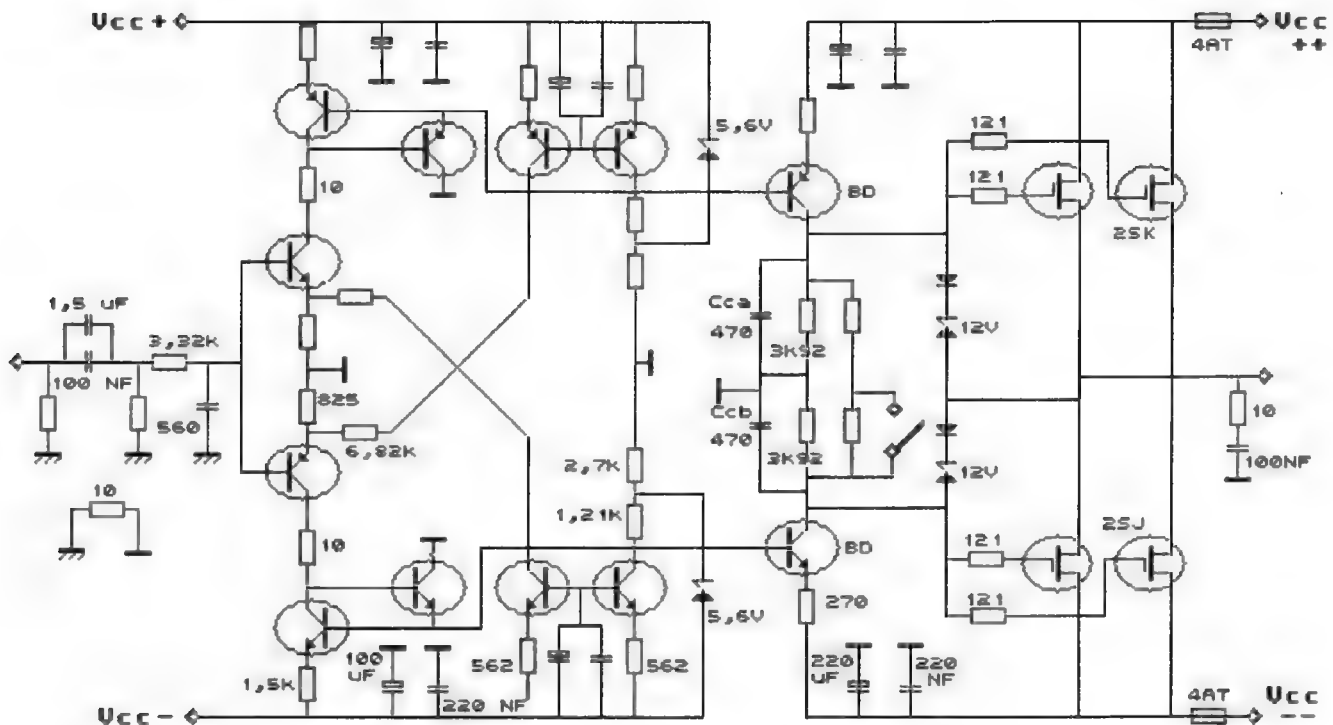 Vcc+
4AT
Vcc
++
5,6V
121
121
10
BD
2SK
1,5 uF
3,32k
Cca
470
12V
3K92
100 NF
825
10
560
Ccb
470
6,82k
3K92
12V
100NF
2,7k
10
1,21k
10
2SJ
BD
121
270
5,6V
121
100
uF
562
562
220
uF
220
NF
1,5k
220 NF
4AT
Vcc
--
Vcc-